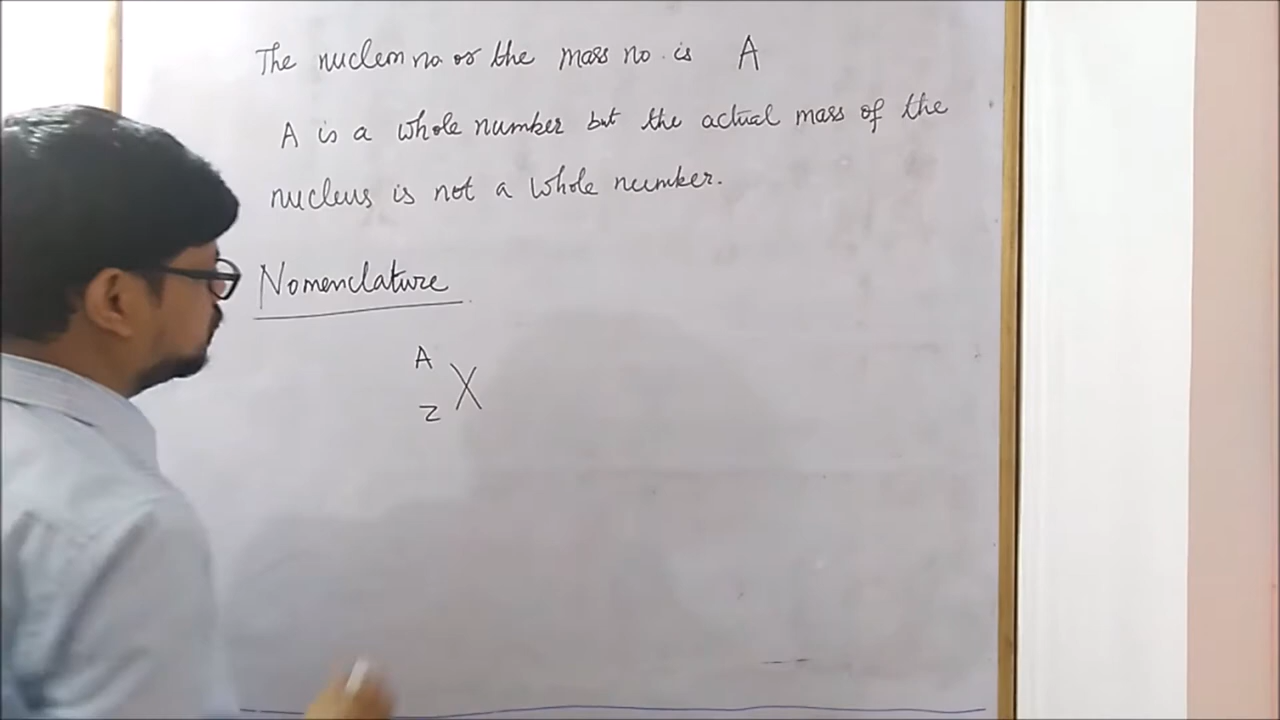 The nucleon no. or the mass no. is A
A is a whole number but the actual mass of the
nucleus is not a whole number.
Nomenclature
A
Z X